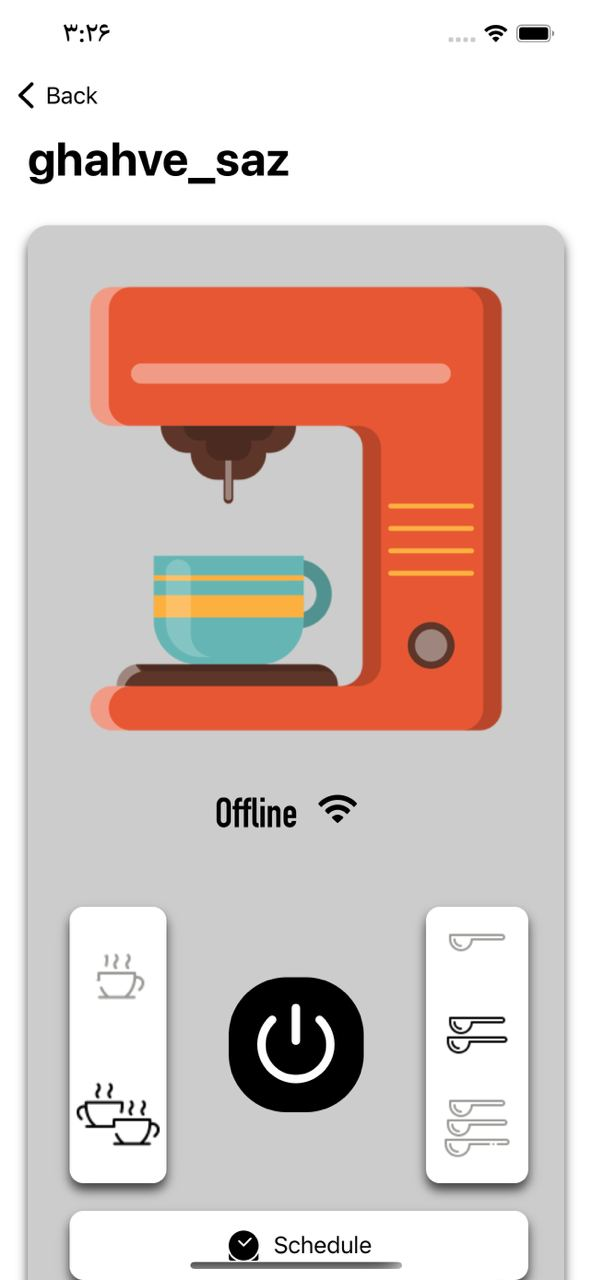 ۳:۲۶
Back
ghahve_saz
Offline
Schedule